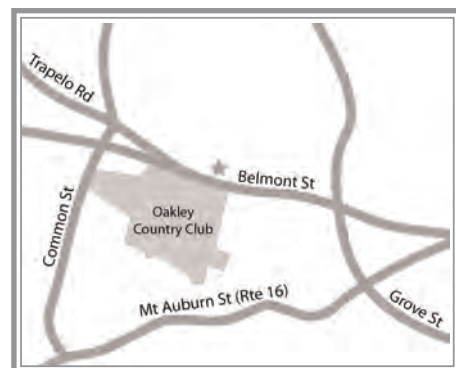 Trapelo Rd
Belmont St
Oakley
Country Club
Common St
Mt Auburn St (Rte 16)
Grove St